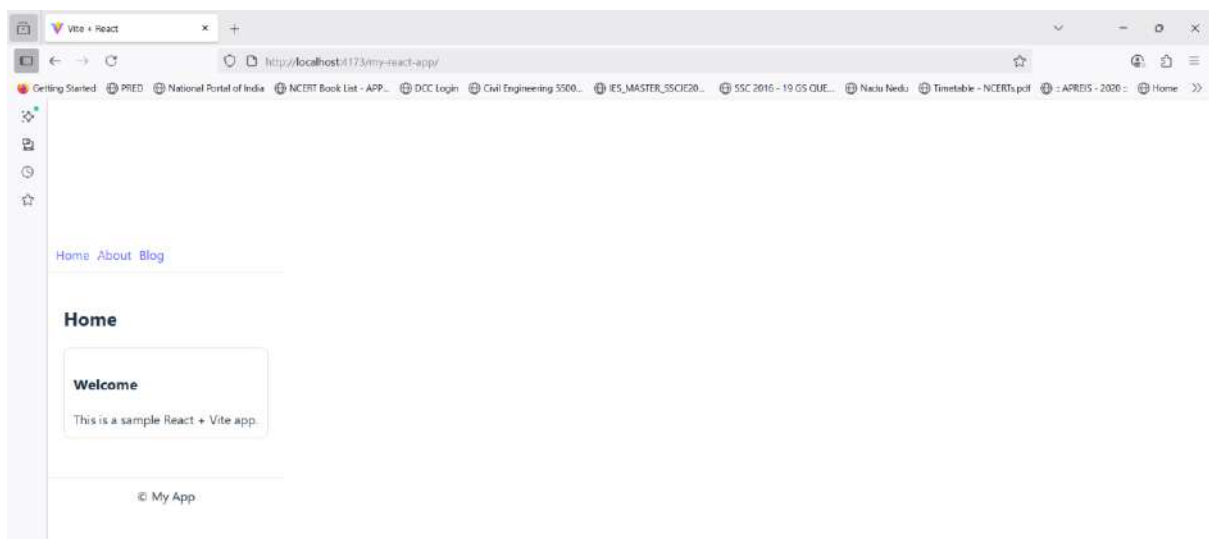 Vite + React
http://localhost:4173/my-react-app/
Getting Started PRED National Portal of India NCERT Book List - APP... DCC Login Civil Engineering 5500... IES_MASTER_SSCJE20... SSC 2016 - 19 GS QUE... Nadu Nedu Timetable - NCERTs.pdf :: APREIS - 2020 :: Home
Home About Blog
Home
Welcome
This is a sample React + Vite app.
© My App